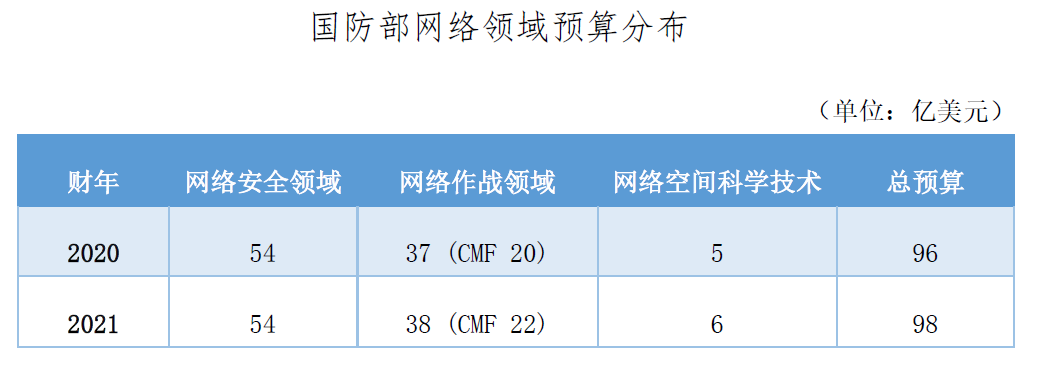 国防部网络领域预算分布
（单位：亿美元）
财年 网络安全领域 网络作战领域 网络空间科学技术 总预算
2020 54 37 (CMF 20) 5 96
2021 54 38 (CMF 22) 6 98